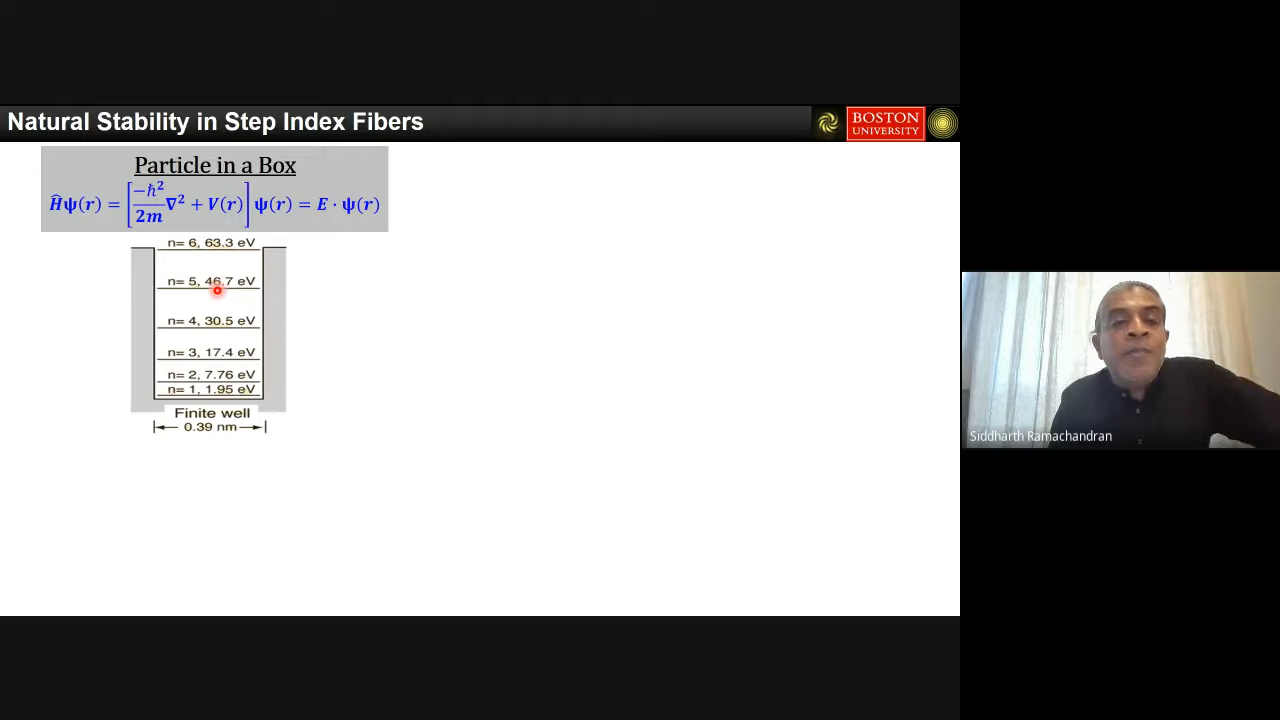 Natural Stability in Step Index Fibers
BOSTON
UNIVERSITY
Particle in a Box
Ĥψ(r) = [−ħ²/2m ∇² + V(r)] ψ(r) = E · ψ(r)
n= 6, 63.3 eV
n= 5, 46.7 eV
n= 4, 30.5 eV
n= 3, 17.4 eV
n= 2, 7.76 eV
n= 1, 1.95 eV
Finite well
0.39 nm
Siddharth Ramachandran